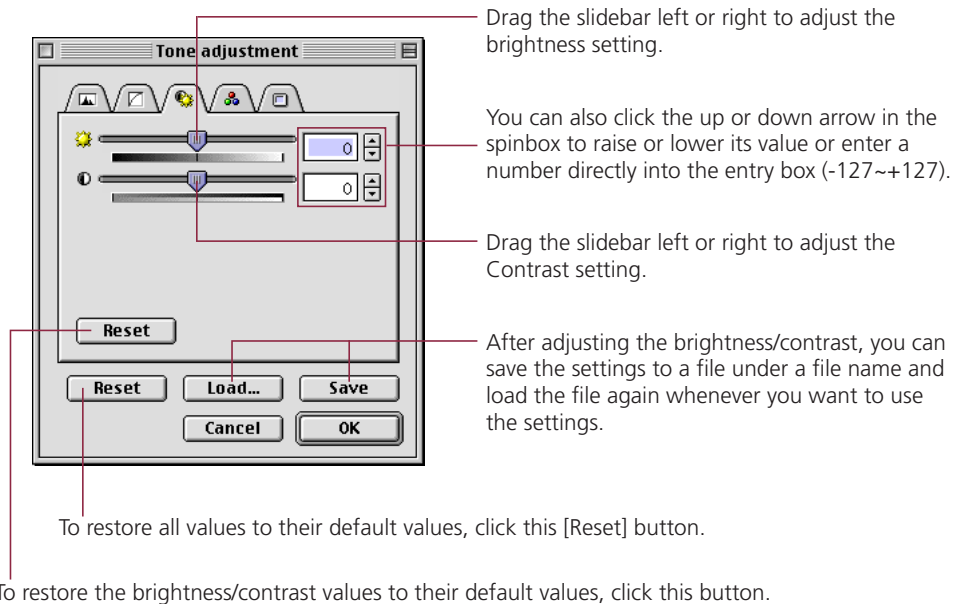 Drag the slidebar left or right to adjust the
brightness setting.
Tone adjustment
You can also click the up or down arrow in the
spinbox to raise or lower its value or enter a
number directly into the entry box (-127~+127).
0
0
Drag the slidebar left or right to adjust the
Contrast setting.
Reset
After adjusting the brightness/contrast, you can
save the settings to a file under a file name and
load the file again whenever you want to use
the settings.
Reset
Load...
Save
Cancel
OK
To restore all values to their default values, click this [Reset] button.
To restore the brightness/contrast values to their default values, click this button.